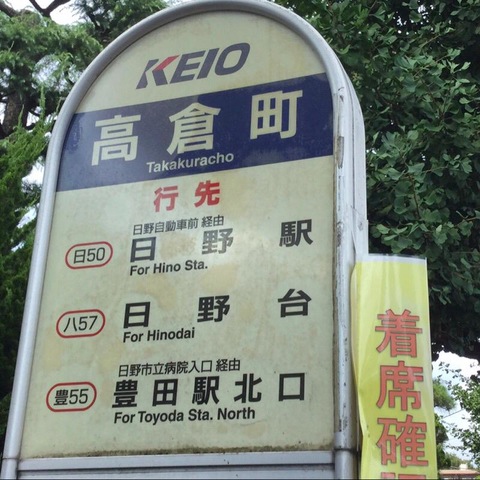 KEIO
高倉町
Takakuracho
行先
日野自動車前 経由
日50 日野駅
For Hino Sta.
八57 日野台
For Hinodai
日野市立病院入口 経由
豊55 豊田駅北口
For Toyoda Sta. North
着席確